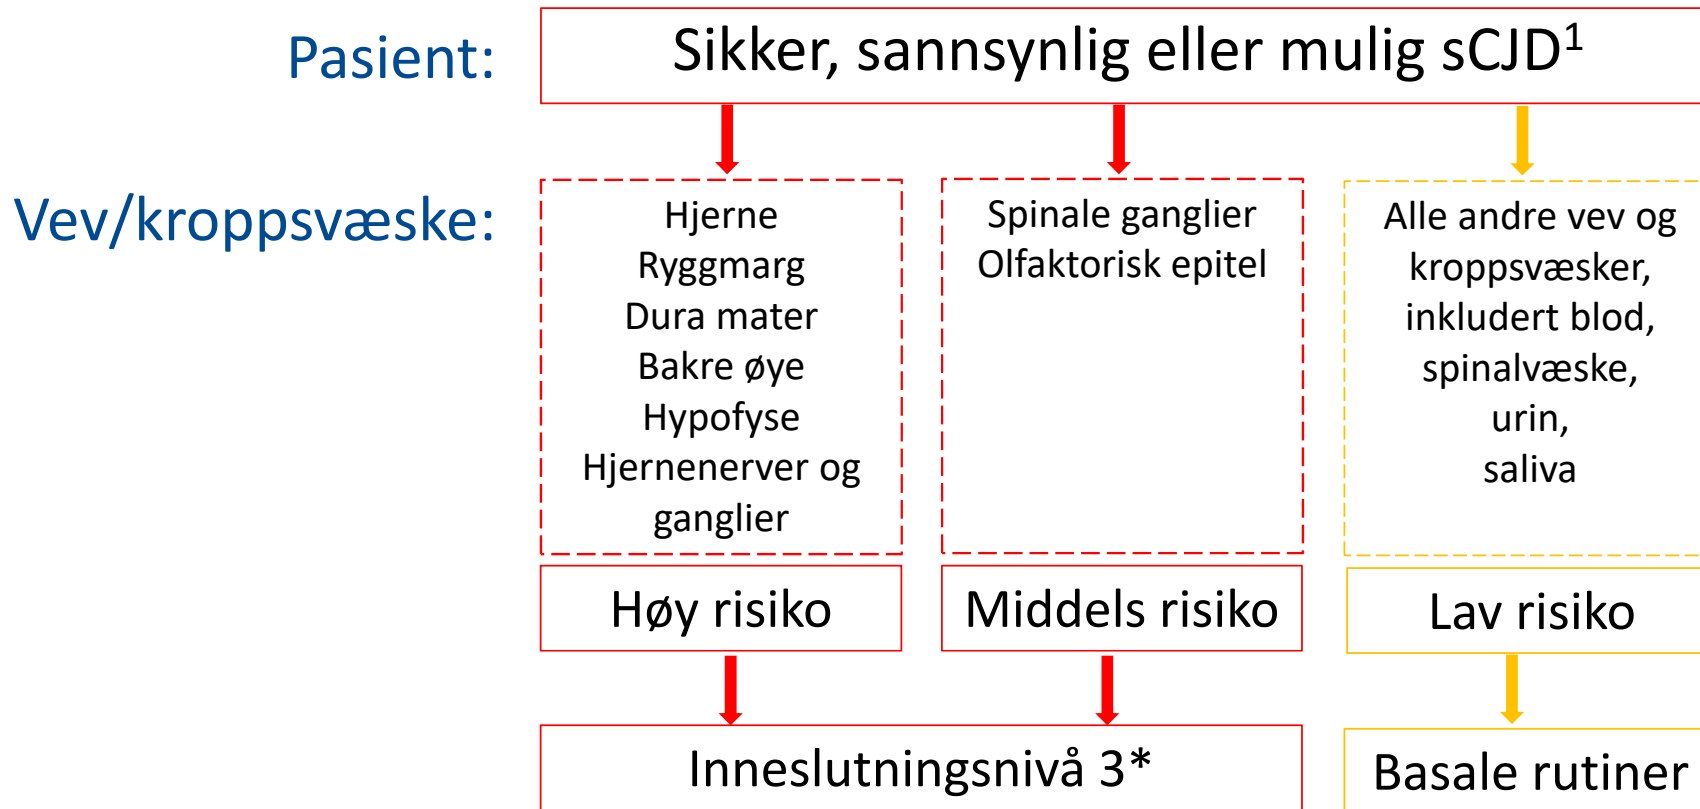 Pasient:
Sikker, sannsynlig eller mulig sCJD¹
Vev/kroppsvæske:
Hjerne
Ryggmarg
Dura mater
Bakre øye
Hypofyse
Hjernenerver og
ganglier
Spinale ganglier
Olfaktorisk epitel
Alle andre vev og
kroppsvæsker,
inkludert blod,
spinalvæske,
urin,
saliva
Høy risiko
Middels risiko
Lav risiko
Inneslutningsnivå 3*
Basale rutiner